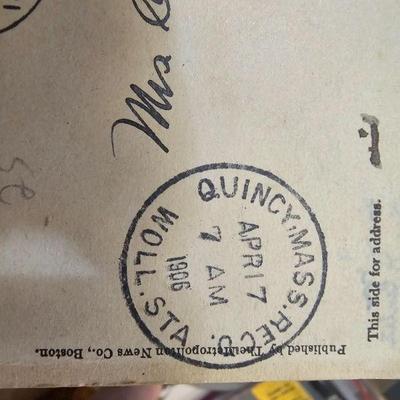 Mrs
QUINCY, MASS. REC'D.
APR 17
7 AM
1906
WOLL. STA.
This side for address.
Published by The Metropolitan News Co., Boston.